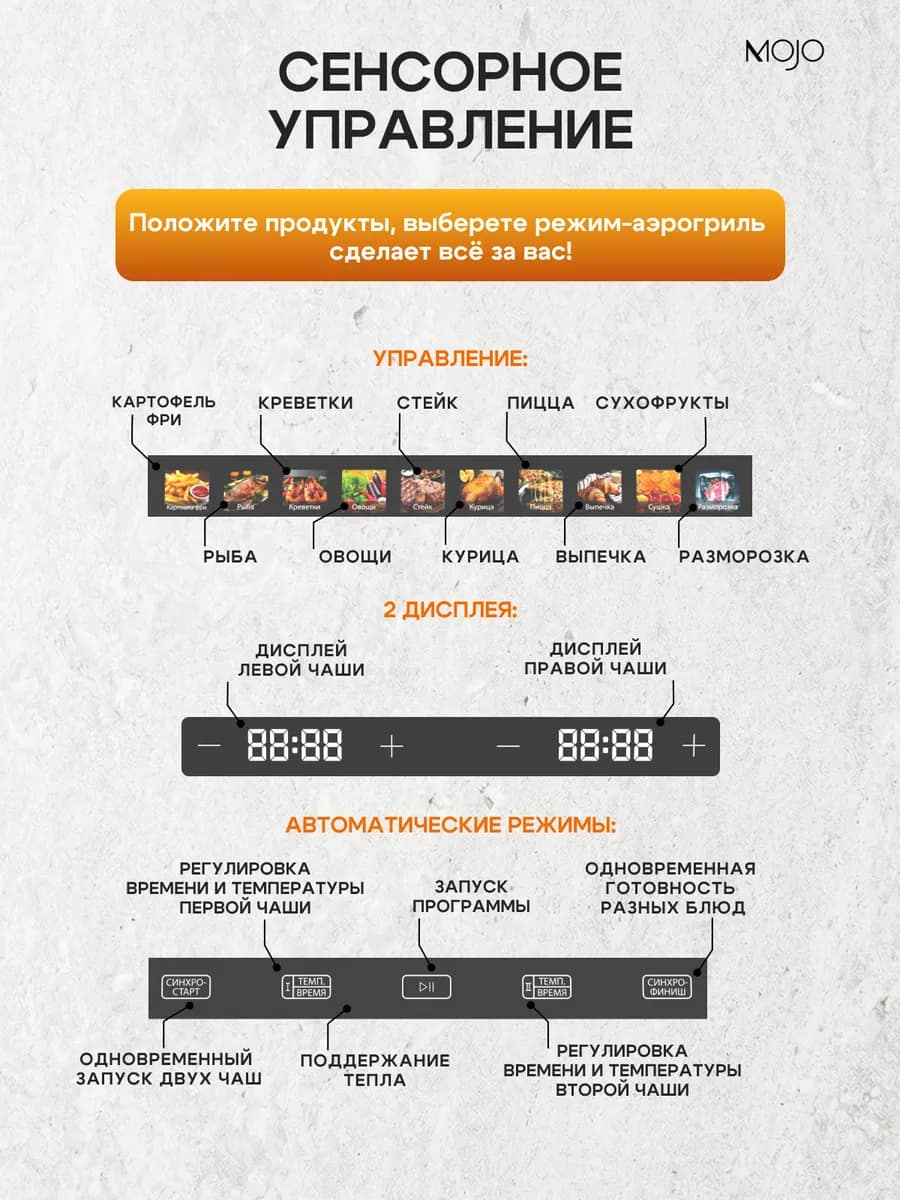 MOJO
СЕНСОРНОЕ
УПРАВЛЕНИЕ
Положите продукты, выберете режим-аэрогриль
сделает всё за вас!
УПРАВЛЕНИЕ:
КАРТОФЕЛЬ
ФРИ
КРЕВЕТКИ
СТЕЙК
ПИЦЦА
СУХОФРУКТЫ
Картошка фри
Рыба
Креветки
Овощи
Стейк
Курица
Пицца
Выпечка
Сушка
Разморозка
РЫБА
ОВОЩИ
КУРИЦА
ВЫПЕЧКА
РАЗМОРОЗКА
2 ДИСПЛЕЯ:
ДИСПЛЕЙ
ЛЕВОЙ ЧАШИ
ДИСПЛЕЙ
ПРАВОЙ ЧАШИ
— 88:88 +
— 88:88 +
АВТОМАТИЧЕСКИЕ РЕЖИМЫ:
РЕГУЛИРОВКА
ВРЕМЕНИ И ТЕМПЕРАТУРЫ
ПЕРВОЙ ЧАШИ
ЗАПУСК
ПРОГРАММЫ
ОДНОВРЕМЕННАЯ
ГОТОВНОСТЬ
РАЗНЫХ БЛЮД
СИНХРО-
СТАРТ
I ТЕМП.
ВРЕМЯ
II ТЕМП.
ВРЕМЯ
СИНХРО-
ФИНИШ
ОДНОВРЕМЕННЫЙ
ЗАПУСК ДВУХ ЧАШ
ПОДДЕРЖАНИЕ
ТЕПЛА
РЕГУЛИРОВКА
ВРЕМЕНИ И ТЕМПЕРАТУРЫ
ВТОРОЙ ЧАШИ